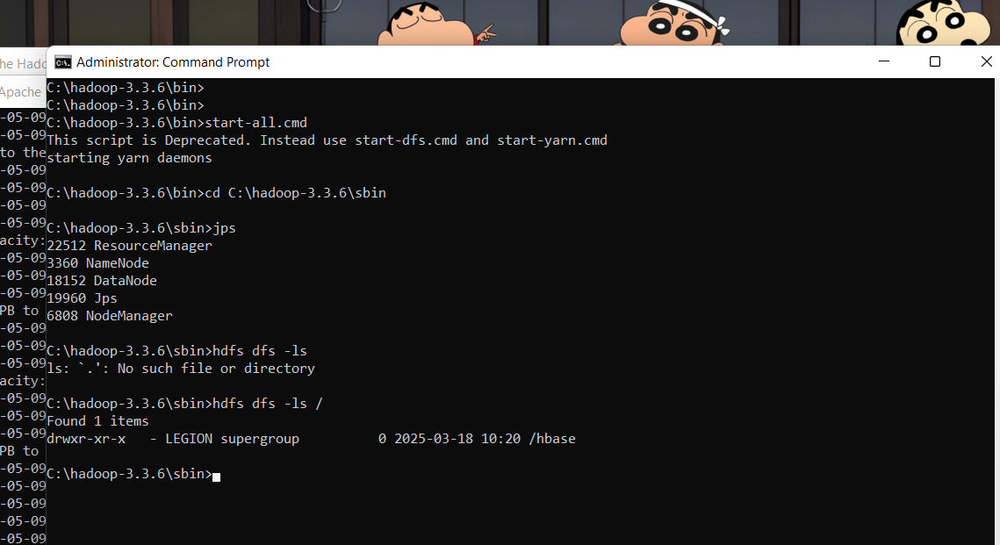 he Hado
Apache
-05-09
-05-09
to the
-05-09
-05-09
-05-09
-05-09
acity:
-05-09
-05-09
-05-09
PB to
-05-09
-05-09
-05-09
acity:
-05-09
-05-09
-05-09
PB to
-05-09
-05-09
-05-09
-05-09
-05-09
Administrator: Command Prompt
C:\hadoop-3.3.6\bin>
C:\hadoop-3.3.6\bin>
C:\hadoop-3.3.6\bin>start-all.cmd
This script is Deprecated. Instead use start-dfs.cmd and start-yarn.cmd
starting yarn daemons
C:\hadoop-3.3.6\bin>cd C:\hadoop-3.3.6\sbin
C:\hadoop-3.3.6\sbin>jps
22512 ResourceManager
3360 NameNode
18152 DataNode
19960 Jps
6808 NodeManager
C:\hadoop-3.3.6\sbin>hdfs dfs -ls
ls: `.': No such file or directory
C:\hadoop-3.3.6\sbin>hdfs dfs -ls /
Found 1 items
drwxr-xr-x   - LEGION supergroup          0 2025-03-18 10:20 /hbase
C:\hadoop-3.3.6\sbin>